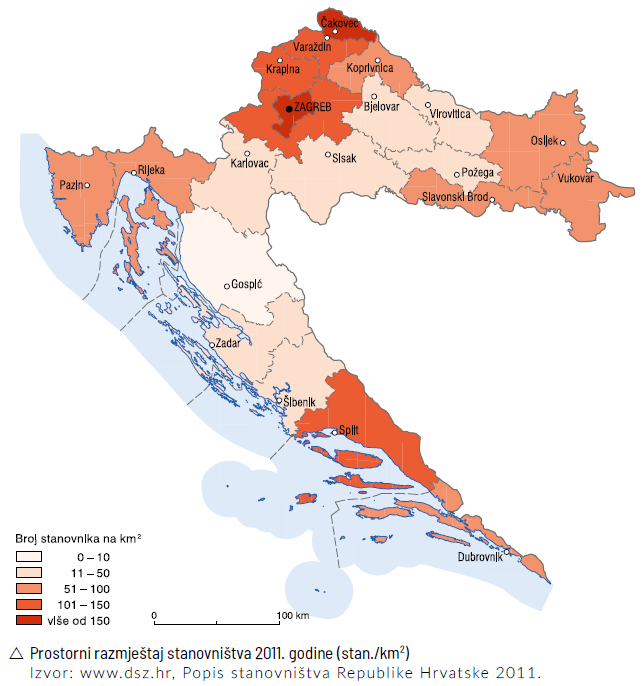 Čakovec
Varaždin
Krapina
Koprivnica
ZAGREB
Bjelovar
Virovitica
Osijek
Rijeka
Karlovac
Sisak
Požega
Vukovar
Pazin
Slavonski Brod
Gospić
Zadar
Šibenik
Split
Dubrovnik
Broj stanovnika na km²
0 – 10
11 – 50
51 – 100
101 – 150
više od 150
0 100 km
△ Prostorni razmještaj stanovništva 2011. godine (stan./km²)
Izvor: www.dsz.hr, Popis stanovništva Republike Hrvatske 2011.